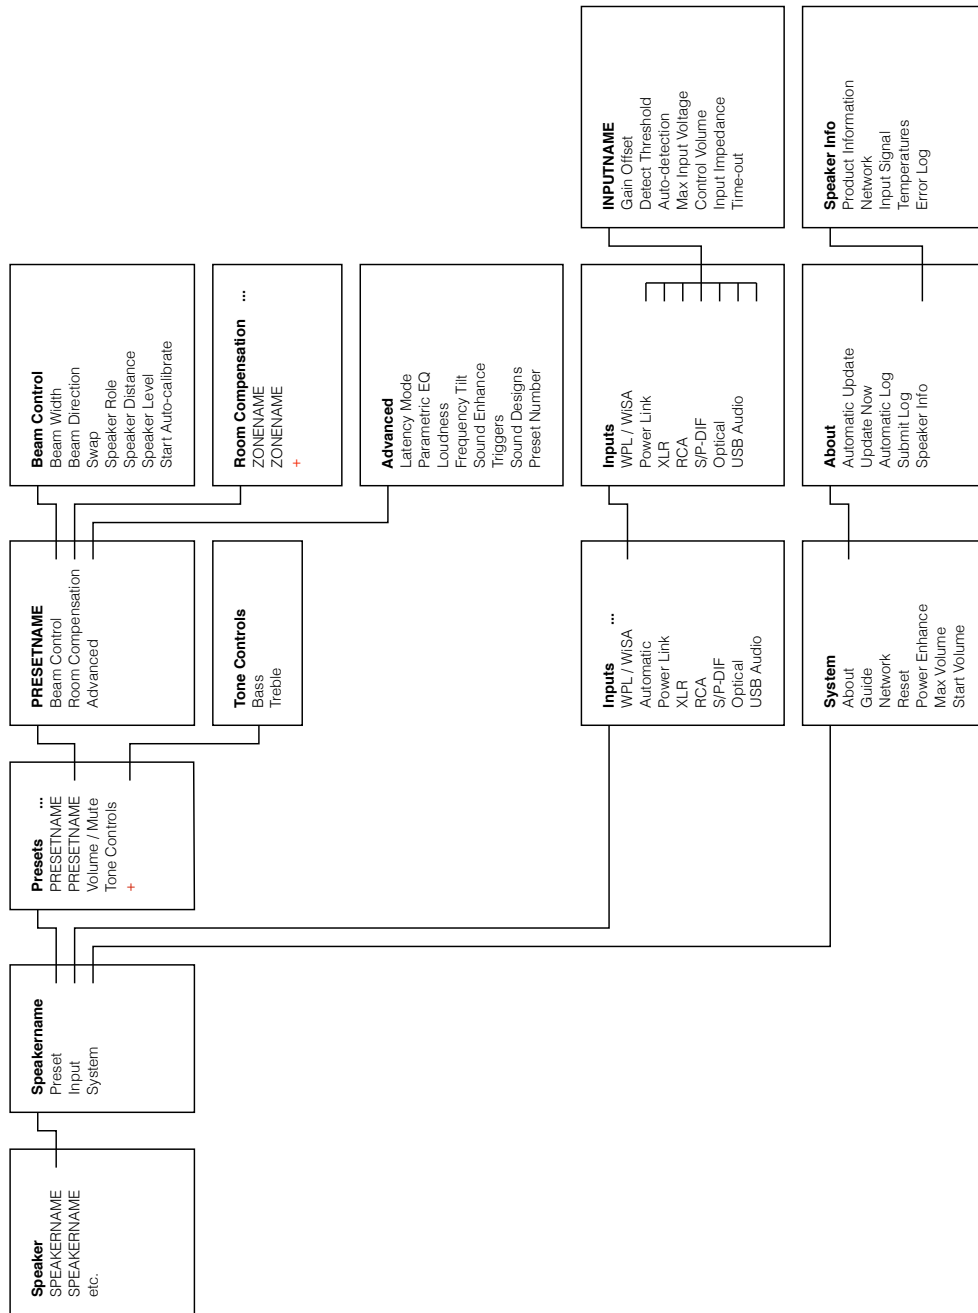 Speaker
SPEAKERNAME
SPEAKERNAME
etc.
Speakername
Preset
Input
System
Presets ...
PRESETNAME
PRESETNAME
Volume / Mute
Tone Controls
+
PRESETNAME
Beam Control
Room Compensation
Advanced
Beam Control
Beam Width
Beam Direction
Swap
Speaker Role
Speaker Distance
Speaker Level
Start Auto-calibrate
Tone Controls
Bass
Treble
Room Compensation ...
ZONENAME
ZONENAME
+
Advanced
Latency Mode
Parametric EQ
Loudness
Frequency Tilt
Sound Enhance
Triggers
Sound Designs
Preset Number
Inputs ...
WPL / WiSA
Automatic
Power Link
XLR
RCA
S/P-DIF
Optical
USB Audio
Inputs
WPL / WiSA
Power Link
XLR
RCA
S/P-DIF
Optical
USB Audio
INPUTNAME
Gain Offset
Detect Threshold
Auto-detection
Max Input Voltage
Control Volume
Input Impedance
Time-out
System
About
Guide
Network
Reset
Power Enhance
Max Volume
Start Volume
About
Automatic Update
Update Now
Automatic Log
Submit Log
Speaker Info
Speaker Info
Product Information
Network
Input Signal
Temperatures
Error Log